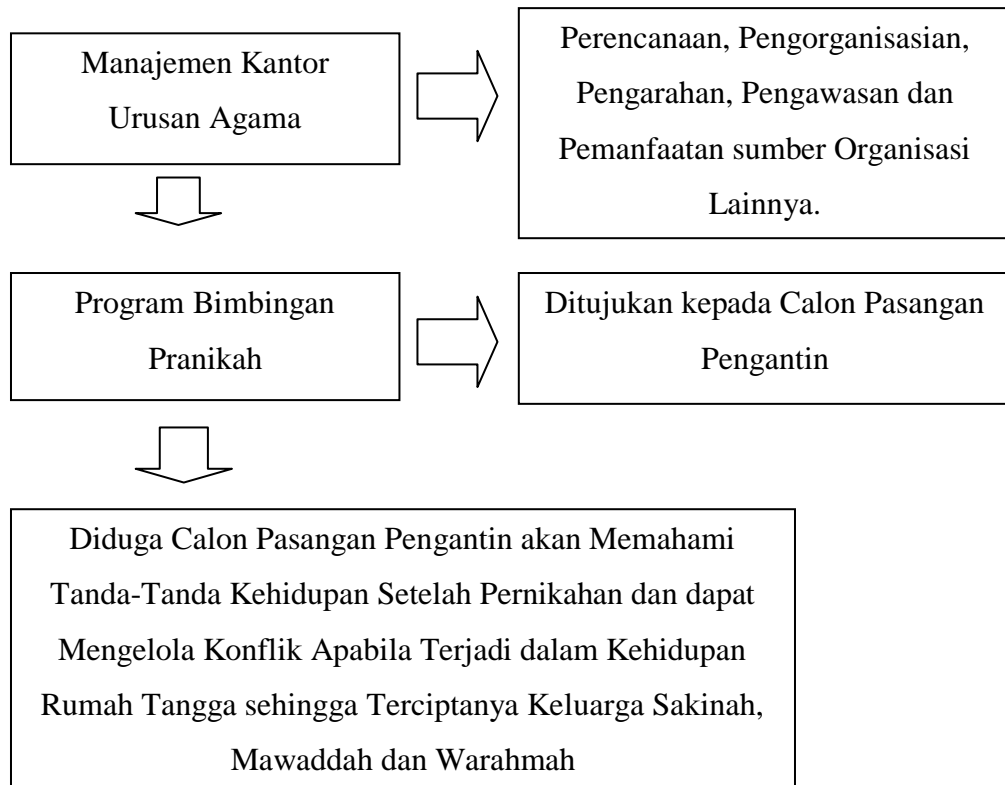 Manajemen Kantor
Urusan Agama
Perencanaan, Pengorganisasian,
Pengarahan, Pengawasan dan
Pemanfaatan sumber Organisasi
Lainnya.
Program Bimbingan
Pranikah
Ditujukan kepada Calon Pasangan
Pengantin
Diduga Calon Pasangan Pengantin akan Memahami
Tanda-Tanda Kehidupan Setelah Pernikahan dan dapat
Mengelola Konflik Apabila Terjadi dalam Kehidupan
Rumah Tangga sehingga Terciptanya Keluarga Sakinah,
Mawaddah dan Warahmah